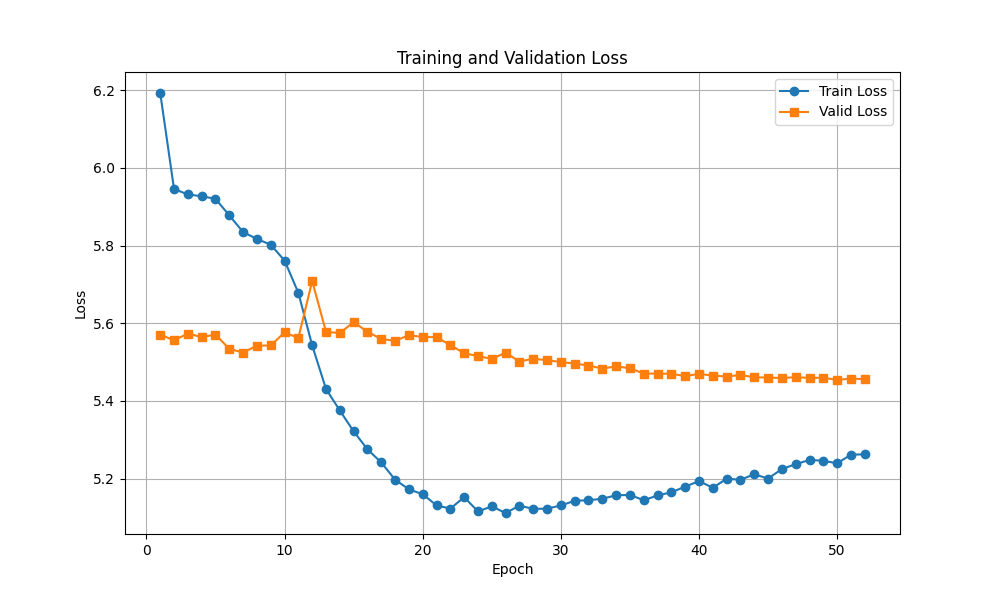 Training and Validation Loss
Train Loss
Valid Loss
6.2
6.0
5.8
5.6
5.4
5.2
Loss
0 10 20 30 40 50
Epoch